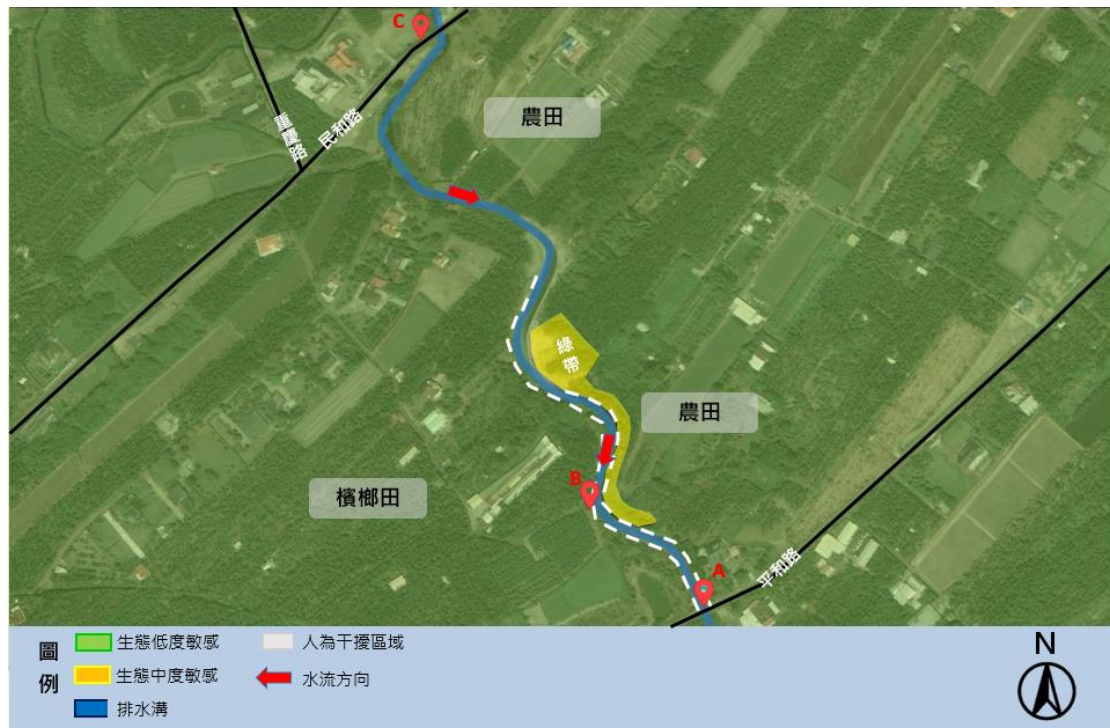 C
農田
重慶路
民和路
綠帶
農田
B
檳榔田
A
平和路
圖例
生態低度敏感
人為干擾區域
生態中度敏感
水流方向
排水溝
N